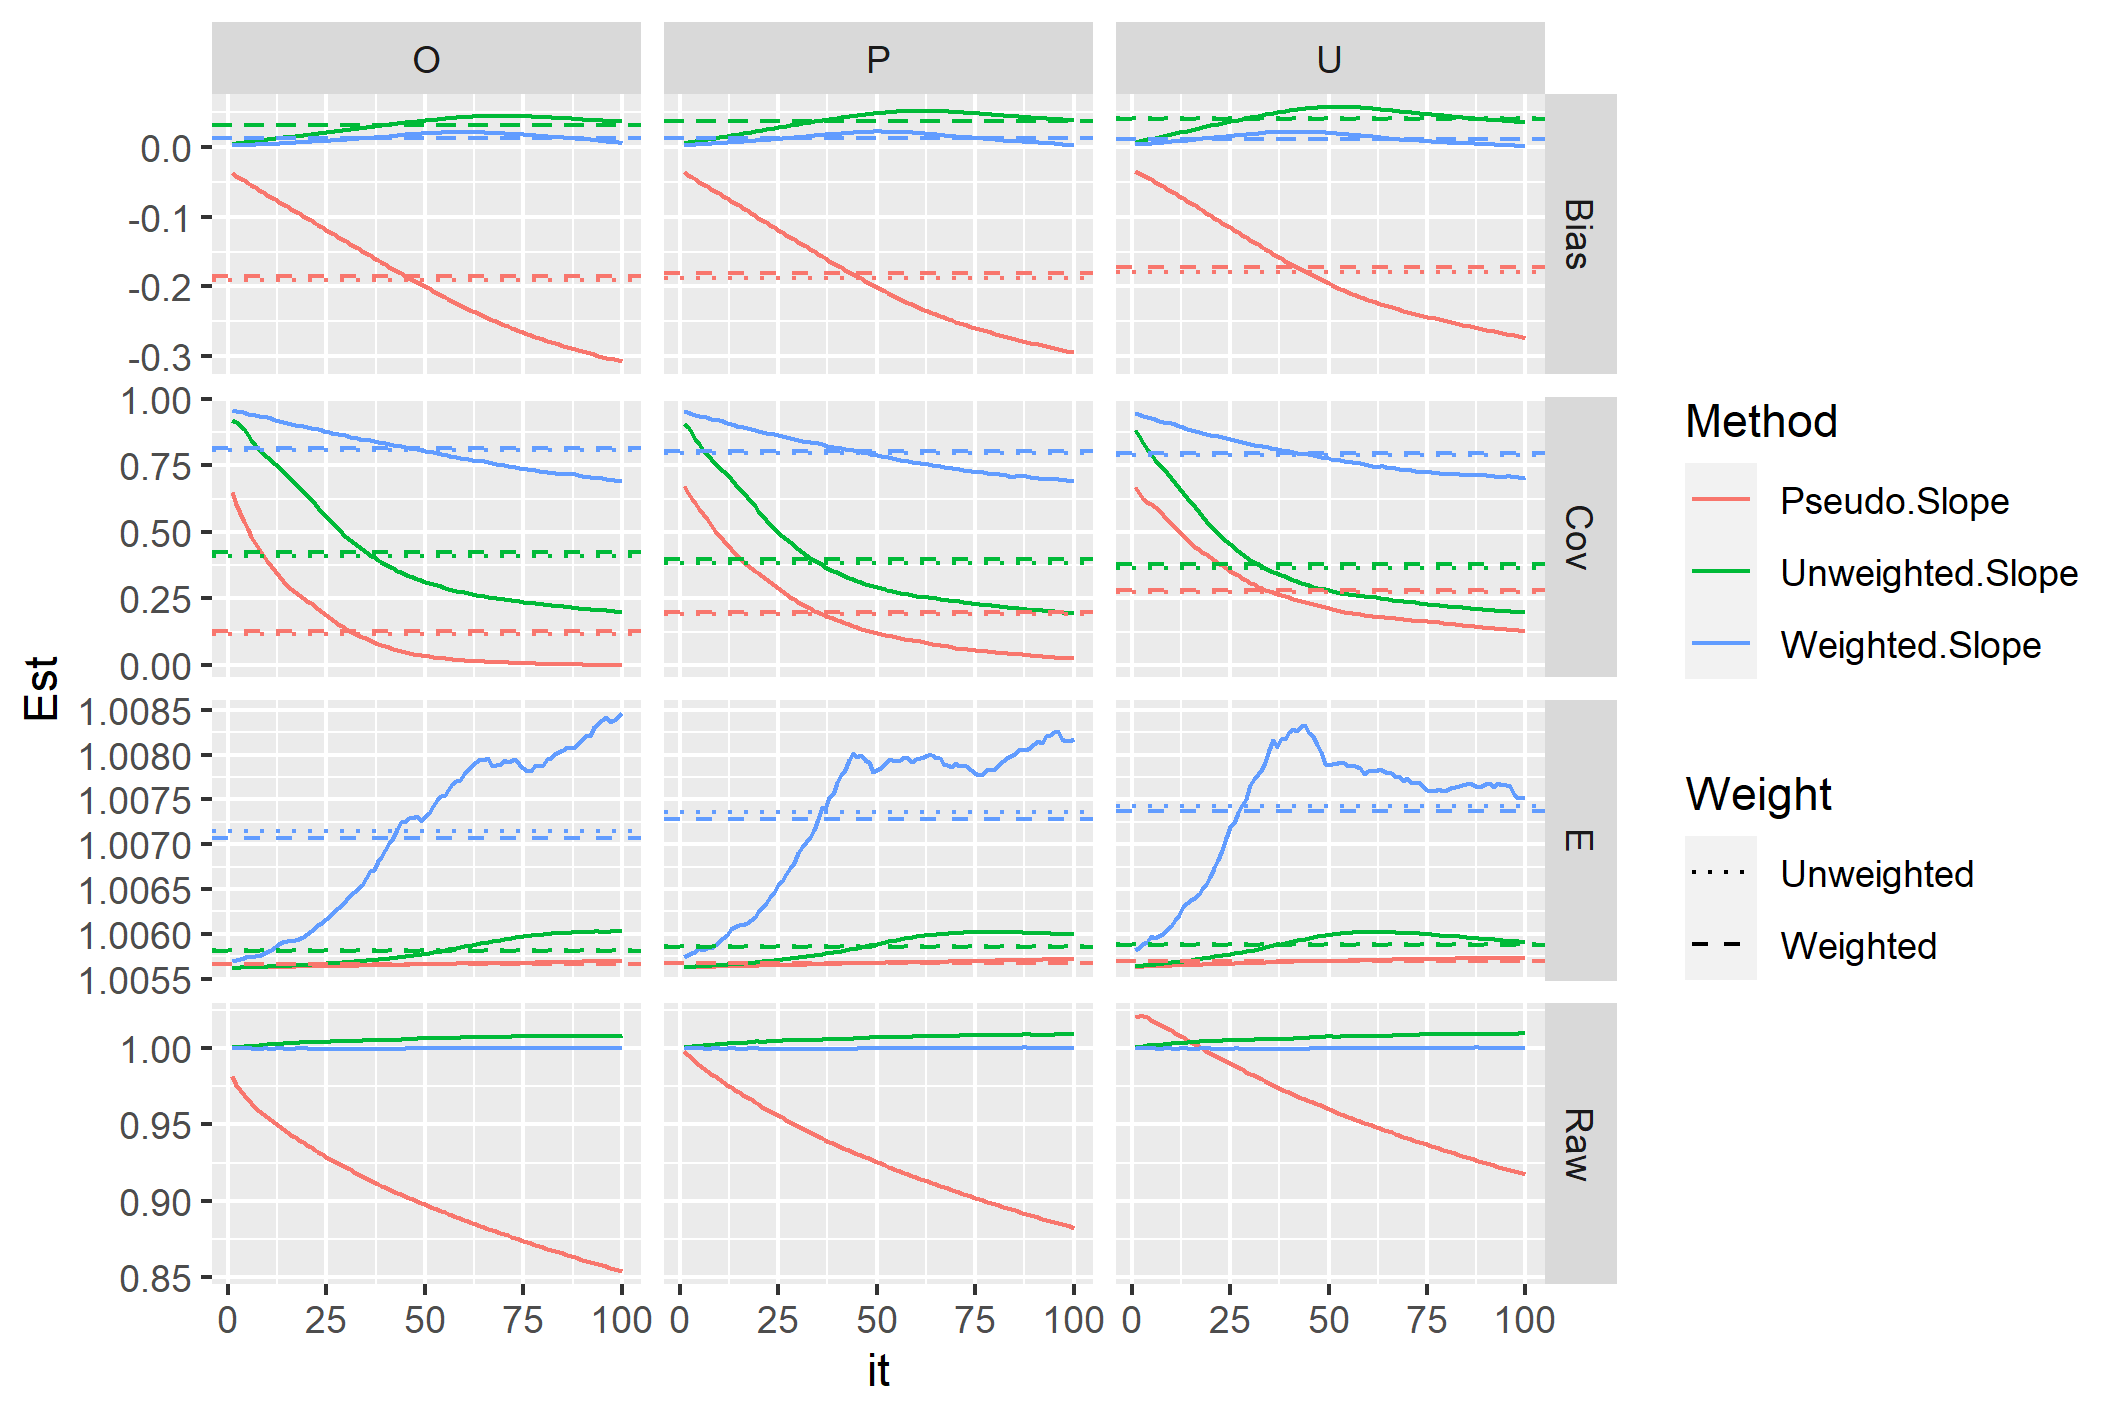 O P U
0.0
-0.1
-0.2
-0.3
Bias
1.00
0.75
0.50
0.25
0.00
Cov
1.0085
1.0080
1.0075
1.0070
1.0065
1.0060
1.0055
E
1.00
0.95
0.90
0.85
Raw
0 25 50 75 100 0 25 50 75 100 0 25 50 75 100
it
Est
Method
Pseudo.Slope
Unweighted.Slope
Weighted.Slope
Weight
Unweighted
Weighted